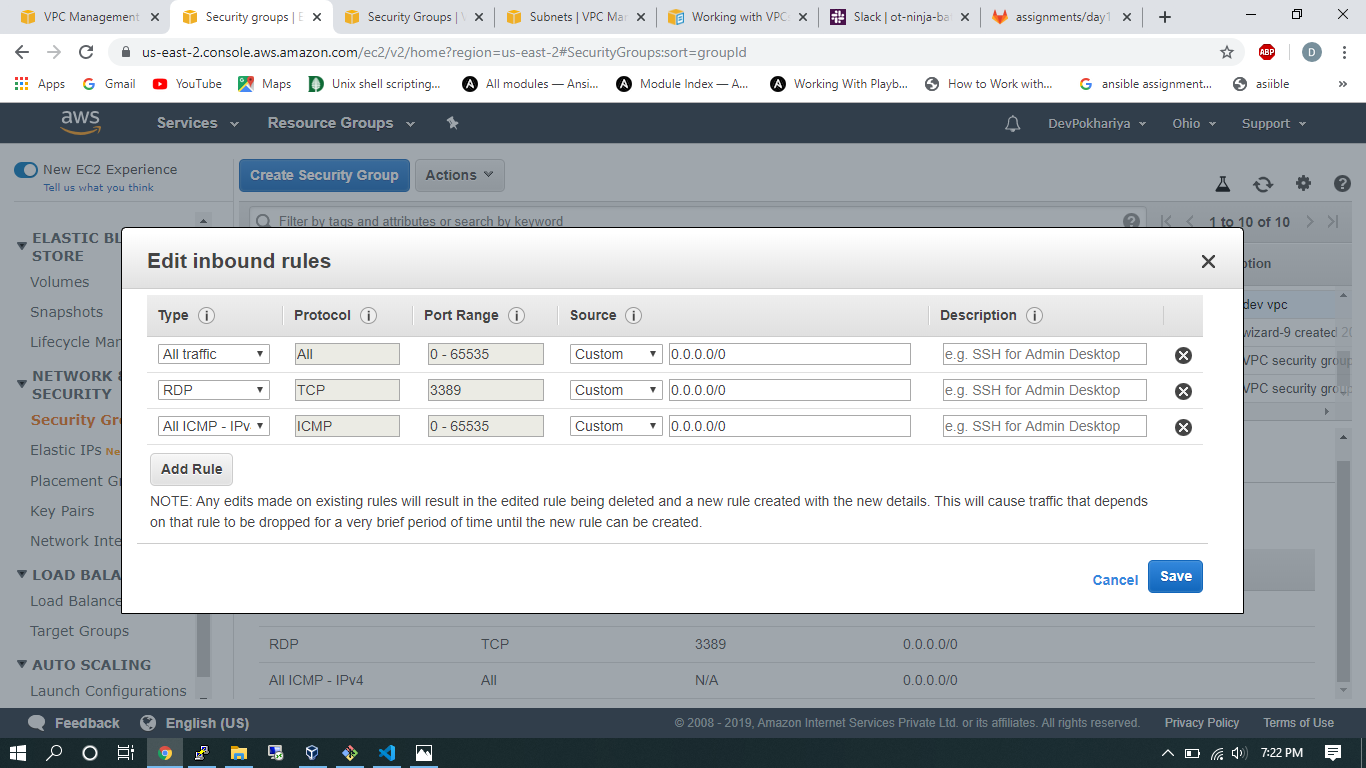 VPC Management
Security groups | E
Security Groups | V
Subnets | VPC Ma
Working with VPC
Slack | ot-ninja-ba
assignments/day1
us-east-2.console.aws.amazon.com/ec2/v2/home?region=us-east-2#SecurityGroups:sort=groupId
ABP
D
Apps
Gmail
YouTube
Maps
Unix shell scripting...
All modules — Ansi...
Module Index — A...
Working With Playb...
How to Work with...
ansible assignment...
asiible
»
aws
Services
Resource Groups
DevPokhariya
Ohio
Support
New EC2 Experience
Tell us what you think
Create Security Group
Actions
Filter by tags and attributes or search by keyword
1 to 10 of 10
ELASTIC BL
STORE
Volumes
Snapshots
Lifecycle Mar
NETWORK &
SECURITY
Security Gr
Elastic IPs Ne
Placement G
Key Pairs
Network Inte
LOAD BALA
Load Balance
Target Groups
AUTO SCALING
Launch Configurations
ption
dev vpc
wizard-9 created 20
VPC security group
VPC security group
Edit inbound rules
Type
Protocol
Port Range
Source
Description
All traffic
All
0 - 65535
Custom
0.0.0.0/0
e.g. SSH for Admin Desktop
RDP
TCP
3389
Custom
0.0.0.0/0
e.g. SSH for Admin Desktop
All ICMP - IPv
ICMP
0 - 65535
Custom
0.0.0.0/0
e.g. SSH for Admin Desktop
Add Rule
NOTE: Any edits made on existing rules will result in the edited rule being deleted and a new rule created with the new details. This will cause traffic that depends
on that rule to be dropped for a very brief period of time until the new rule can be created.
Cancel
Save
RDP
TCP
3389
0.0.0.0/0
All ICMP - IPv4
All
N/A
0.0.0.0/0
Feedback
English (US)
© 2008 - 2019, Amazon Internet Services Private Ltd. or its affiliates. All rights reserved.
Privacy Policy
Terms of Use
7:22 PM